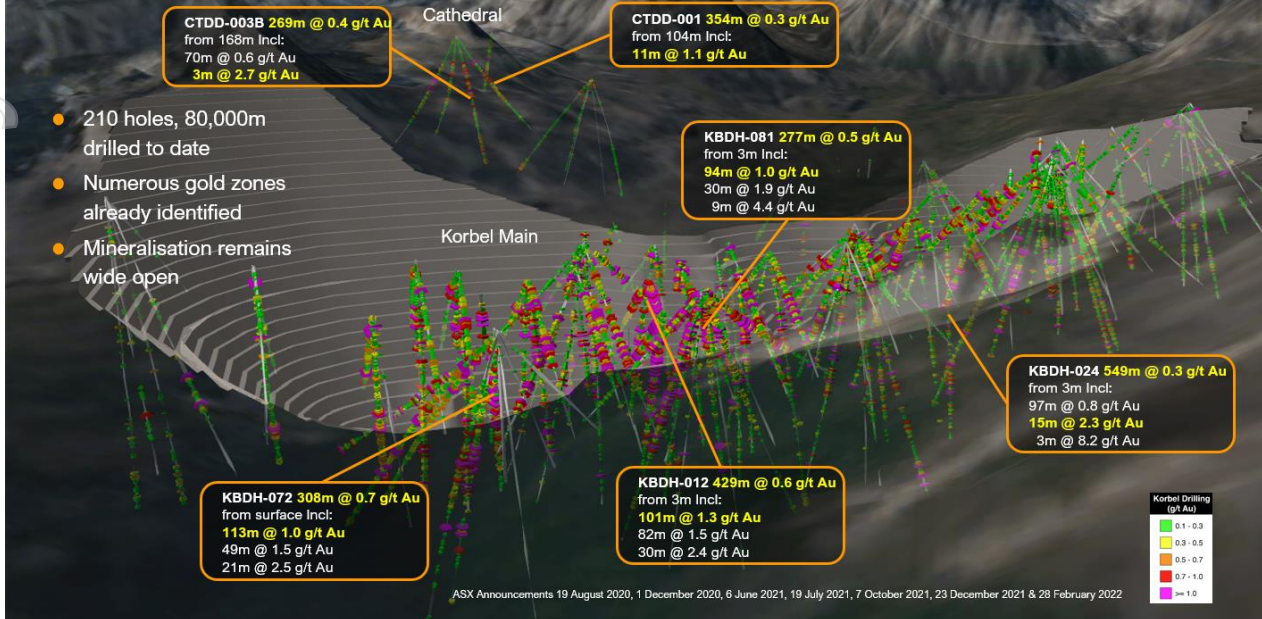 CTDD-003B 269m @ 0.4 g/t Au
from 168m Incl:
70m @ 0.6 g/t Au
3m @ 2.7 g/t Au
Cathedral
CTDD-001 354m @ 0.3 g/t Au
from 104m Incl:
11m @ 1.1 g/t Au
210 holes, 80,000m
drilled to date
Numerous gold zones
already identified
Mineralisation remains
wide open
KBDH-081 277m @ 0.5 g/t Au
from 3m Incl:
94m @ 1.0 g/t Au
30m @ 1.9 g/t Au
9m @ 4.4 g/t Au
Korbel Main
KBDH-024 549m @ 0.3 g/t Au
from 3m Incl:
97m @ 0.8 g/t Au
15m @ 2.3 g/t Au
3m @ 8.2 g/t Au
KBDH-072 308m @ 0.7 g/t Au
from surface Incl:
113m @ 1.0 g/t Au
49m @ 1.5 g/t Au
21m @ 2.5 g/t Au
KBDH-012 429m @ 0.6 g/t Au
from 3m Incl:
101m @ 1.3 g/t Au
82m @ 1.5 g/t Au
30m @ 2.4 g/t Au
Korbel Drilling
(g/t Au)
0.1 - 0.3
0.3 - 0.5
0.5 - 0.7
0.7 - 1.0
>= 1.0
ASX Announcements 19 August 2020, 1 December 2020, 6 June 2021, 19 July 2021, 7 October 2021, 23 December 2021 & 28 February 2022